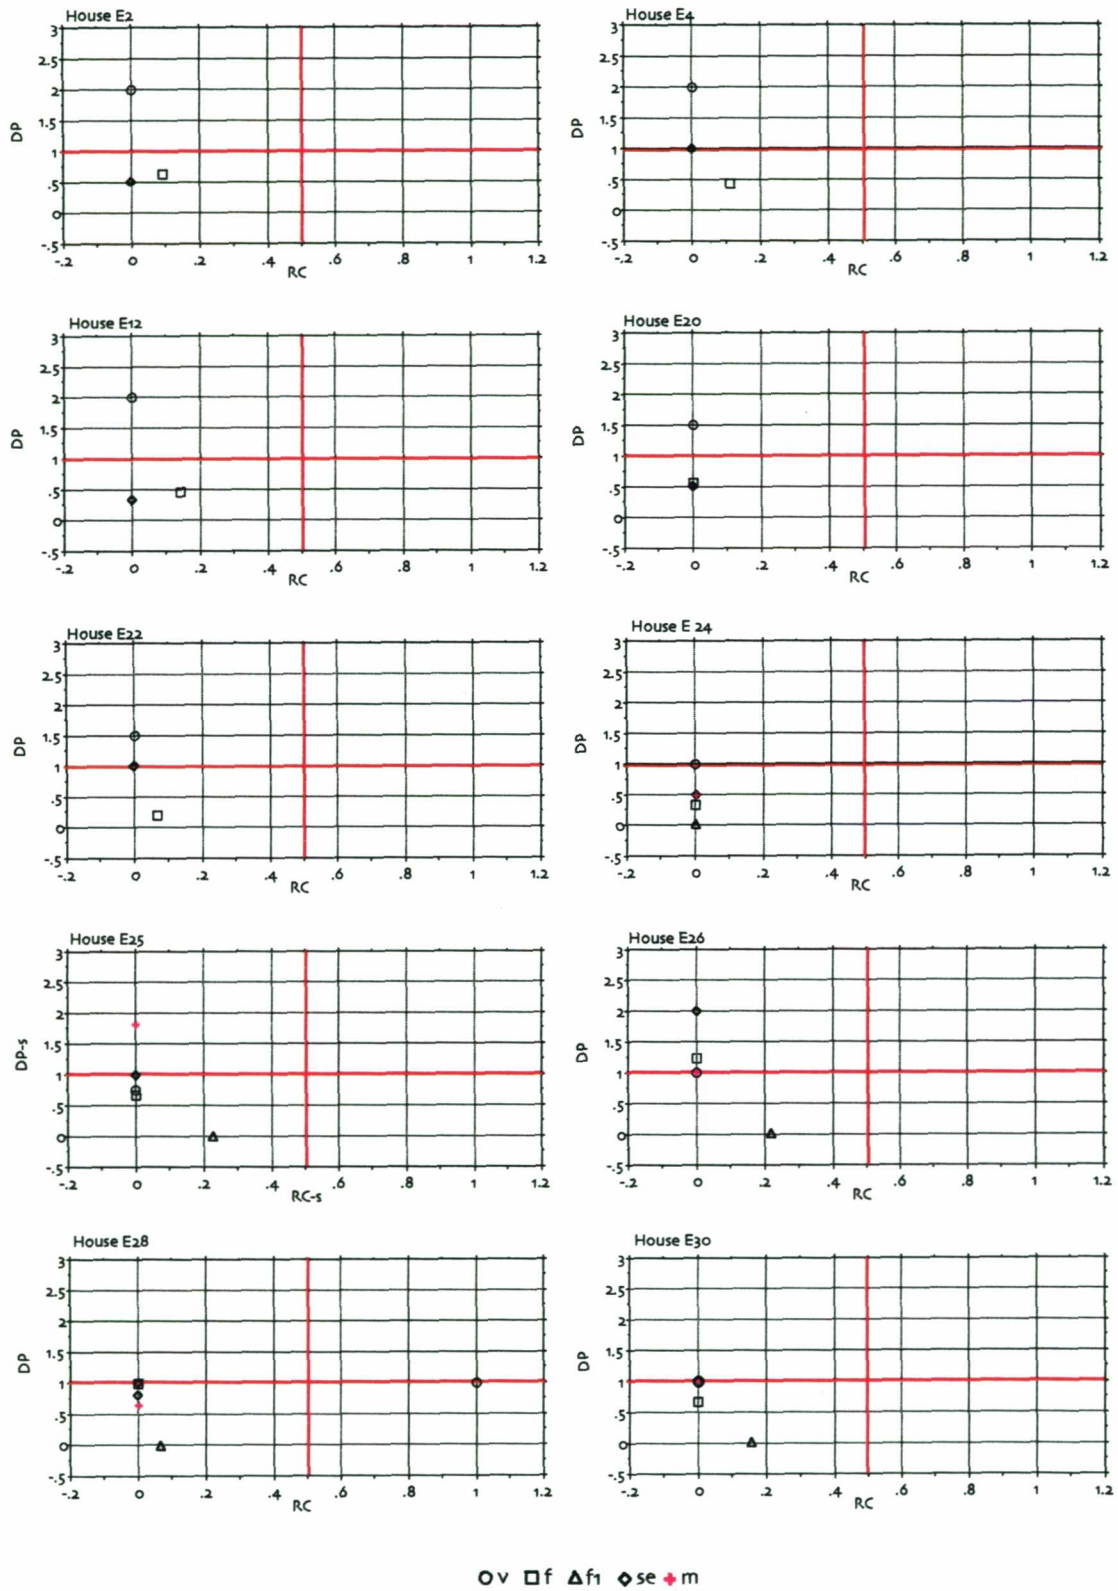 House E2
3
2.5
2
1.5
1
.5
0
-.5
DP
-.2 0 .2 .4 .6 .8 1 1.2
RC
House E4
3
2.5
2
1.5
1
.5
0
-.5
DP
-.2 0 .2 .4 .6 .8 1 1.2
RC
House E12
3
2.5
2
1.5
1
.5
0
-.5
DP
-.2 0 .2 .4 .6 .8 1 1.2
RC
House E20
3
2.5
2
1.5
1
.5
0
-.5
DP
-.2 0 .2 .4 .6 .8 1 1.2
RC
House E22
3
2.5
2
1.5
1
.5
0
-.5
DP
-.2 0 .2 .4 .6 .8 1 1.2
RC
House E 24
3
2.5
2
1.5
1
.5
0
-.5
DP
-.2 0 .2 .4 .6 .8 1 1.2
RC
House E25
3
2.5
2
1.5
1
.5
0
-.5
DP-s
-.2 0 .2 .4 .6 .8 1 1.2
RC-s
House E26
3
2.5
2
1.5
1
.5
0
-.5
DP
-.2 0 .2 .4 .6 .8 1 1.2
RC
House E28
3
2.5
2
1.5
1
.5
0
-.5
DP
-.2 0 .2 .4 .6 .8 1 1.2
RC
House E30
3
2.5
2
1.5
1
.5
0
-.5
DP
-.2 0 .2 .4 .6 .8 1 1.2
RC
v f f1 se m